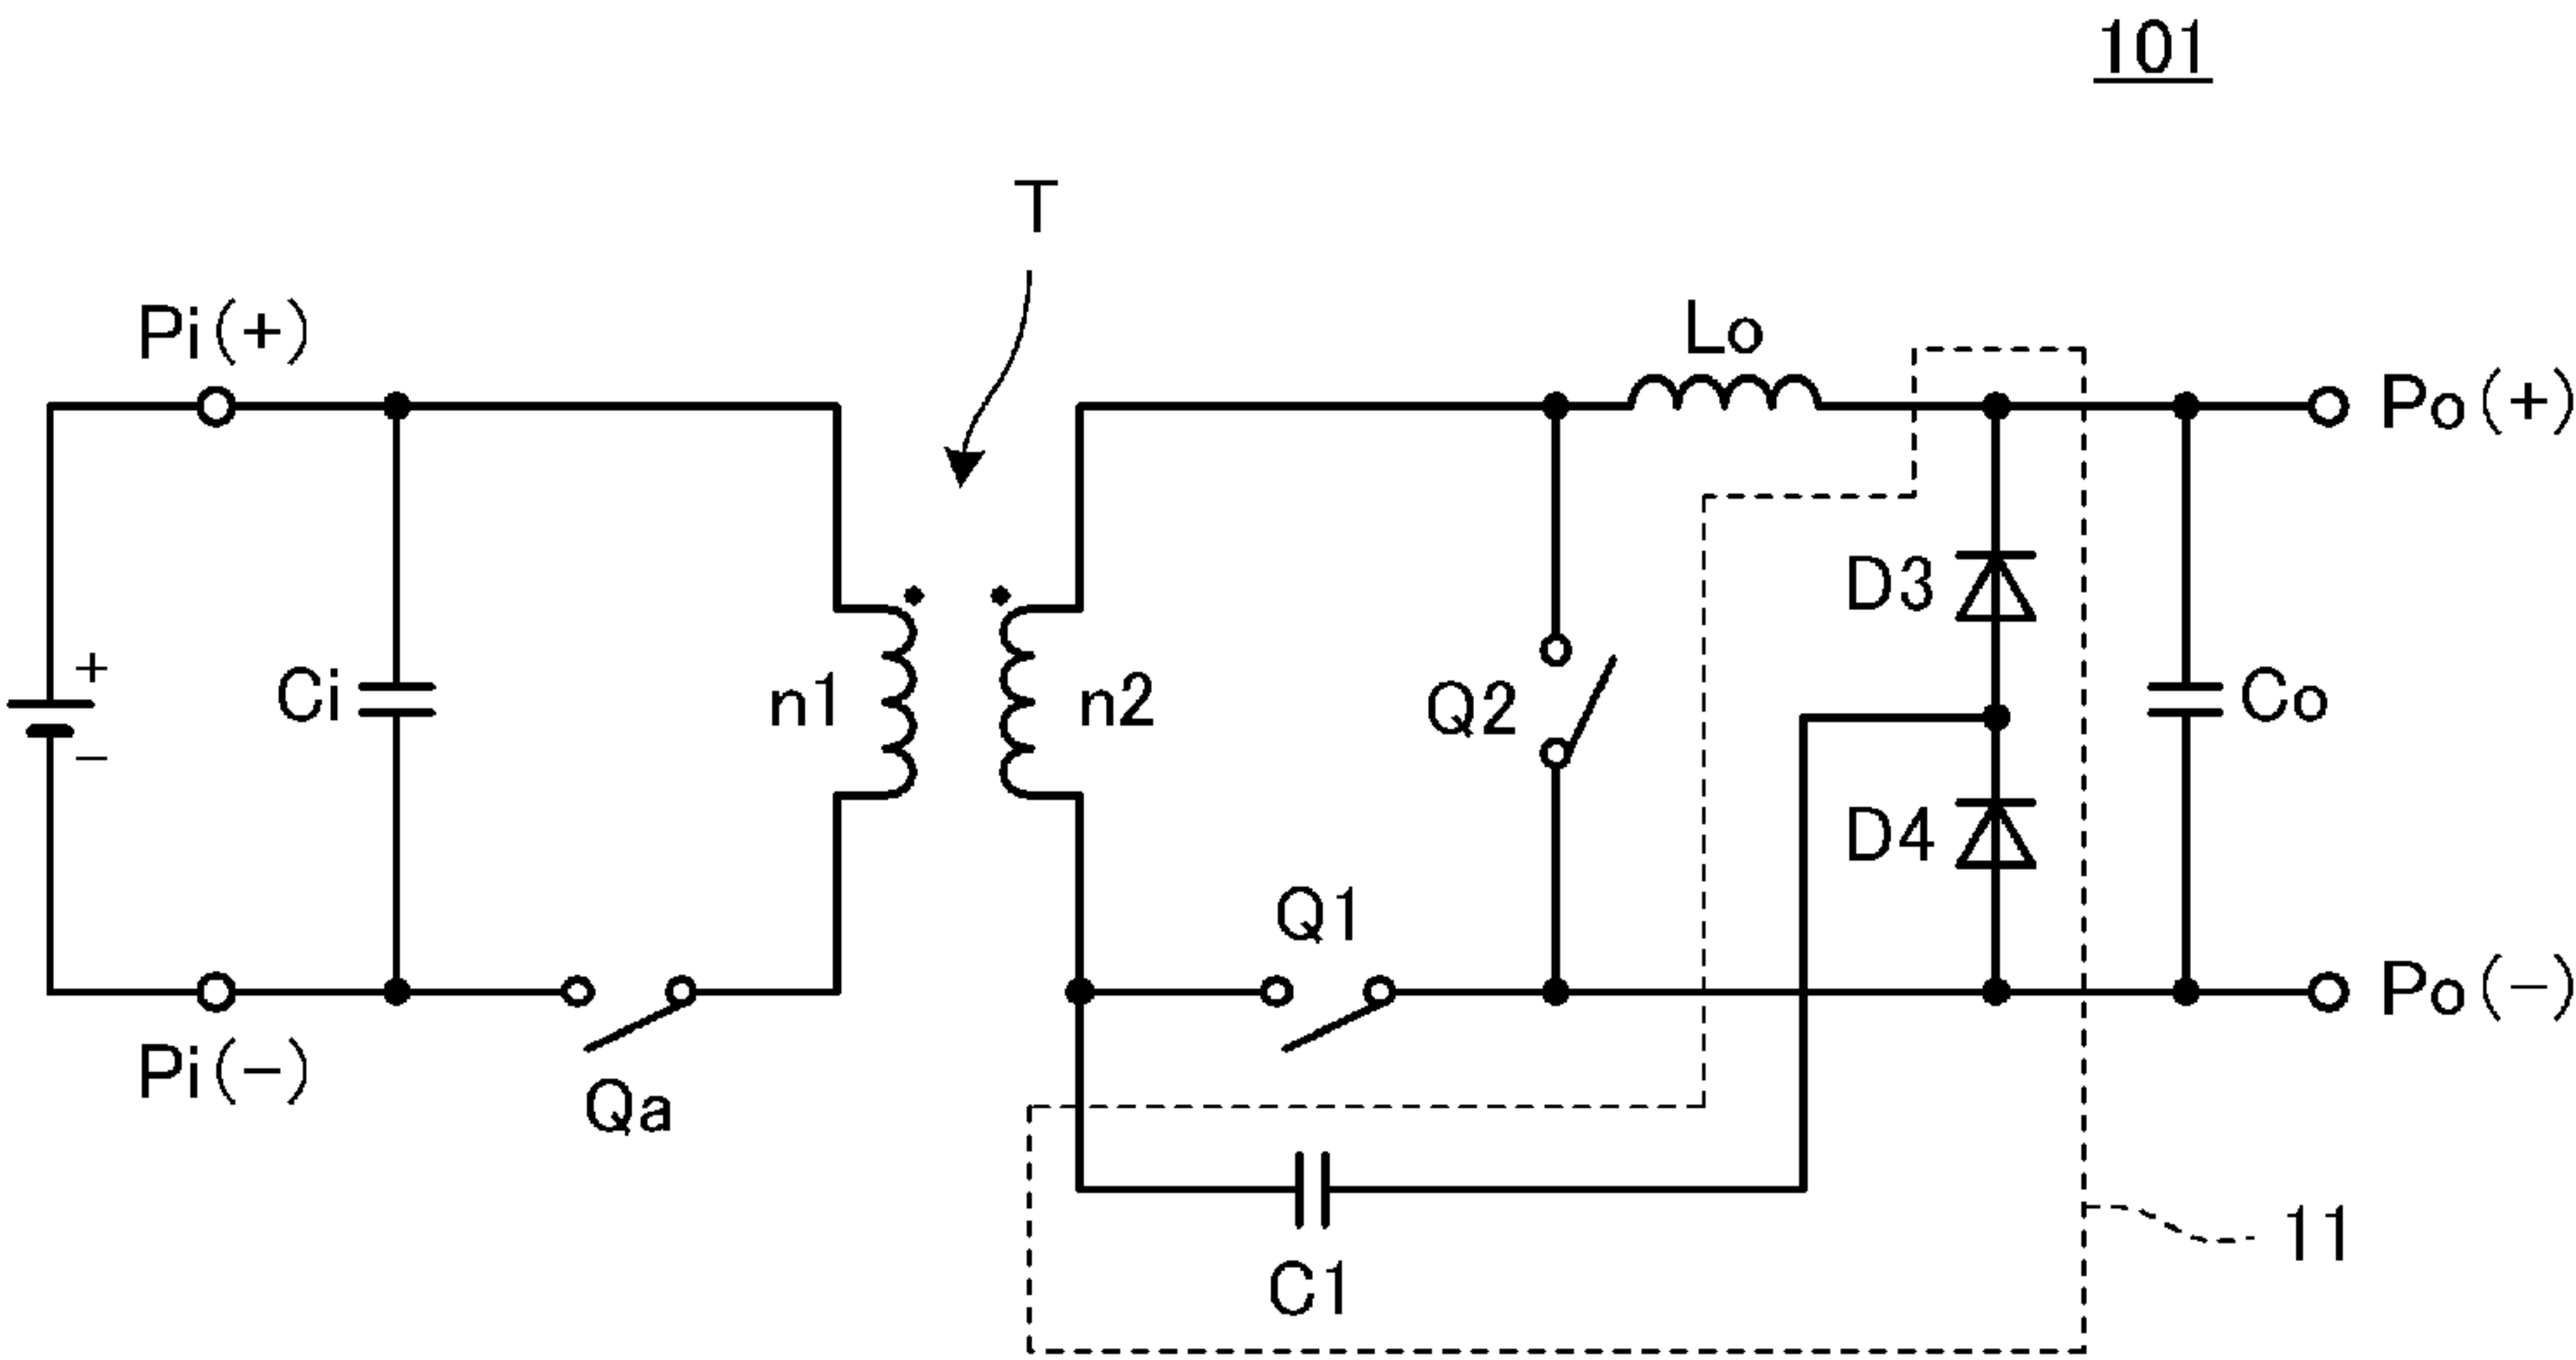 101
T
Pi(+)
Lo
Po(+)
D3
+
Ci
n1
n2
Q2
Co
−
D4
Q1
Po(−)
Pi(−)
Qa
11
C1